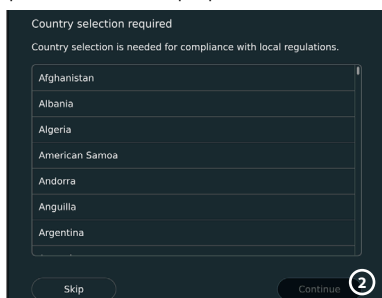 Country selection required
Country selection is needed for compliance with local regulations.
Afghanistan
Albania
Algeria
American Samoa
Andorra
Anguilla
Argentina
Skip
Continue
2